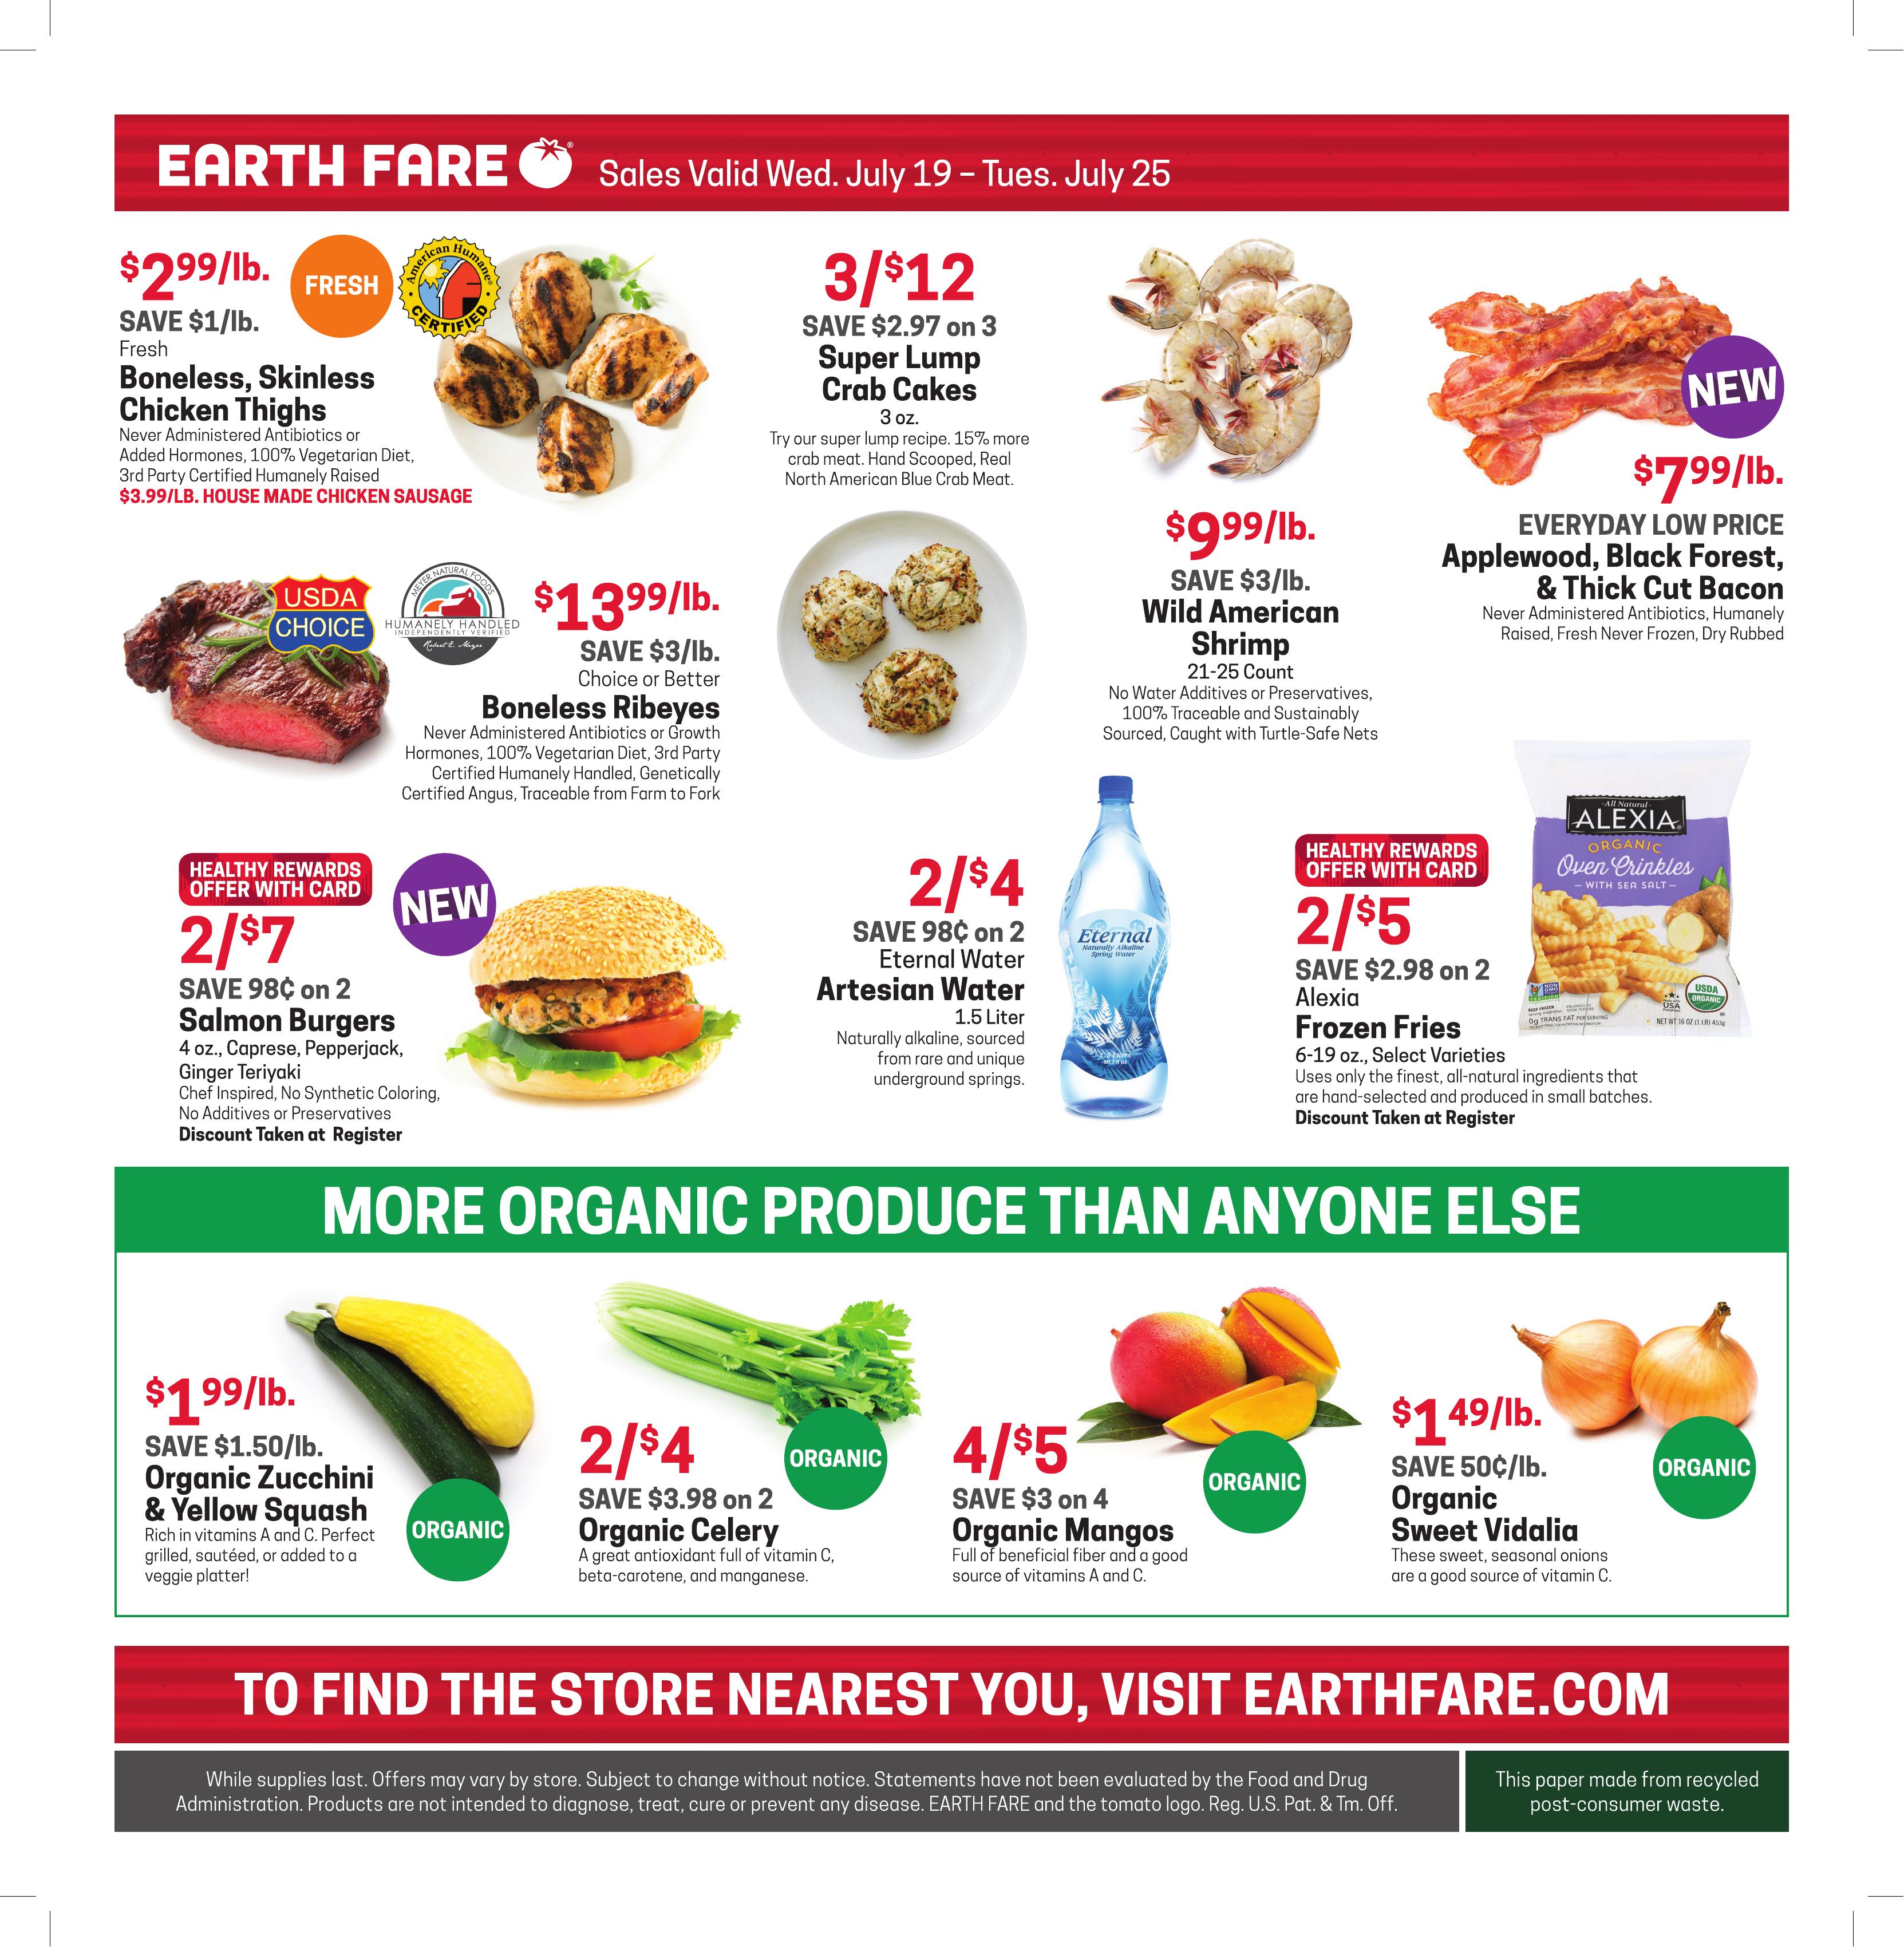 EARTH FARE ® Sales Valid Wed. July 19 – Tues. July 25
$2.99/lb.
SAVE $1/lb.
Fresh
Boneless, Skinless
Chicken Thighs
Never Administered Antibiotics or
Added Hormones, 100% Vegetarian Diet,
3rd Party Certified Humanely Raised
$3.99/LB. HOUSE MADE CHICKEN SAUSAGE
FRESH
American Humane
CERTIFIED
3/$12
SAVE $2.97 on 3
Super Lump
Crab Cakes
3 oz.
Try our super lump recipe. 15% more
crab meat. Hand Scooped, Real
North American Blue Crab Meat.
$9.99/lb.
SAVE $3/lb.
Wild American
Shrimp
21-25 Count
No Water Additives or Preservatives,
100% Traceable and Sustainably
Sourced, Caught with Turtle-Safe Nets
NEW
$7.99/lb.
EVERYDAY LOW PRICE
Applewood, Black Forest,
& Thick Cut Bacon
Never Administered Antibiotics, Humanely
Raised, Fresh Never Frozen, Dry Rubbed
USDA
CHOICE
MEYER NATURAL FOODS
HUMANELY HANDLED
INDEPENDENTLY VERIFIED
Robert E. Meyer
$13.99/lb.
SAVE $3/lb.
Choice or Better
Boneless Ribeyes
Never Administered Antibiotics or Growth
Hormones, 100% Vegetarian Diet, 3rd Party
Certified Humanely Handled, Genetically
Certified Angus, Traceable from Farm to Fork
HEALTHY REWARDS
OFFER WITH CARD
NEW
2/$7
SAVE 98¢ on 2
Salmon Burgers
4 oz., Caprese, Pepperjack,
Ginger Teriyaki
Chef Inspired, No Synthetic Coloring,
No Additives or Preservatives
Discount Taken at Register
2/$4
SAVE 98¢ on 2
Eternal Water
Artesian Water
1.5 Liter
Naturally alkaline, sourced
from rare and unique
underground springs.
Eternal
Naturally Alkaline
Spring Water
HEALTHY REWARDS
OFFER WITH CARD
2/$5
SAVE $2.98 on 2
Alexia
Frozen Fries
6-19 oz., Select Varieties
Uses only the finest, all-natural ingredients that
are hand-selected and produced in small batches.
Discount Taken at Register
All Natural
ALEXIA
ORGANIC
Oven Crinkles
WITH SEA SALT
USDA
ORGANIC
KEEP FROZEN
0g TRANS FAT PER SERVING
NET WT 16 OZ (1 LB) 453g
MORE ORGANIC PRODUCE THAN ANYONE ELSE
$1.99/lb.
SAVE $1.50/lb.
Organic Zucchini
& Yellow Squash
Rich in vitamins A and C. Perfect
grilled, sautéed, or added to a
veggie platter!
ORGANIC
2/$4
SAVE $3.98 on 2
Organic Celery
A great antioxidant full of vitamin C,
beta-carotene, and manganese.
ORGANIC
4/$5
SAVE $3 on 4
Organic Mangos
Full of beneficial fiber and a good
source of vitamins A and C.
ORGANIC
$1.49/lb.
SAVE 50¢/lb.
Organic
Sweet Vidalia
These sweet, seasonal onions
are a good source of vitamin C.
ORGANIC
TO FIND THE STORE NEAREST YOU, VISIT EARTHFARE.COM
While supplies last. Offers may vary by store. Subject to change without notice. Statements have not been evaluated by the Food and Drug
Administration. Products are not intended to diagnose, treat, cure or prevent any disease. EARTH FARE and the tomato logo. Reg. U.S. Pat. & Tm. Off.
This paper made from recycled
post-consumer waste.